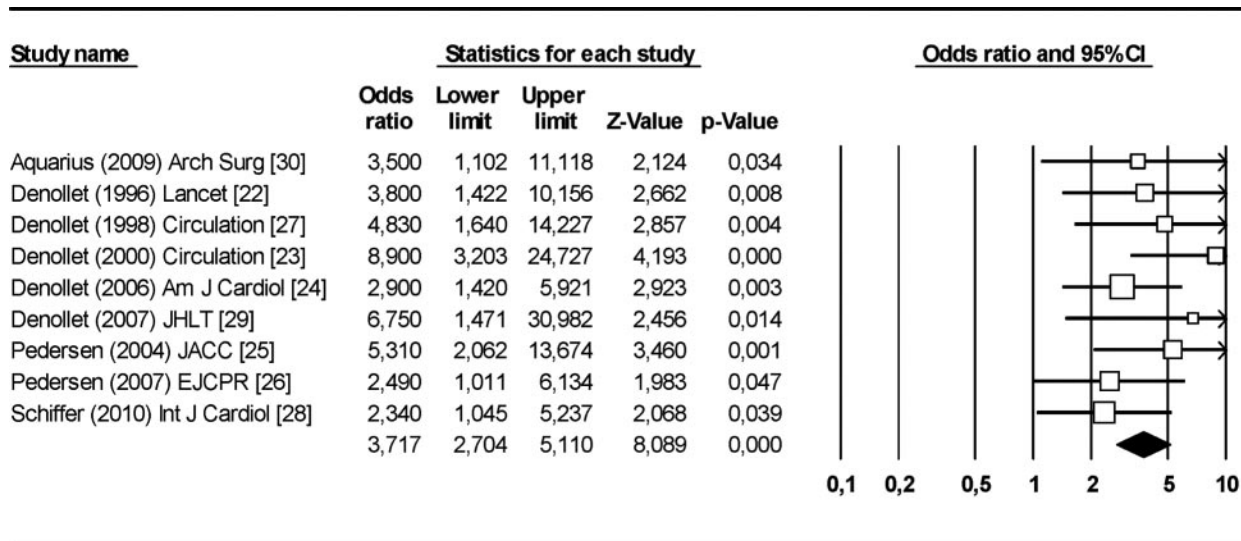 Study name Statistics for each study Odds ratio and 95%CI
Odds Lower Upper
ratio limit limit Z-Value p-Value
Aquarius (2009) Arch Surg [30] 3,500 1,102 11,118 2,124 0,034
Denollet (1996) Lancet [22] 3,800 1,422 10,156 2,662 0,008
Denollet (1998) Circulation [27] 4,830 1,640 14,227 2,857 0,004
Denollet (2000) Circulation [23] 8,900 3,203 24,727 4,193 0,000
Denollet (2006) Am J Cardiol [24] 2,900 1,420 5,921 2,923 0,003
Denollet (2007) JHLT [29] 6,750 1,471 30,982 2,456 0,014
Pedersen (2004) JACC [25] 5,310 2,062 13,674 3,460 0,001
Pedersen (2007) EJCPR [26] 2,490 1,011 6,134 1,983 0,047
Schiffer (2010) Int J Cardiol [28] 2,340 1,045 5,237 2,068 0,039
3,717 2,704 5,110 8,089 0,000
0,1 0,2 0,5 1 2 5 10